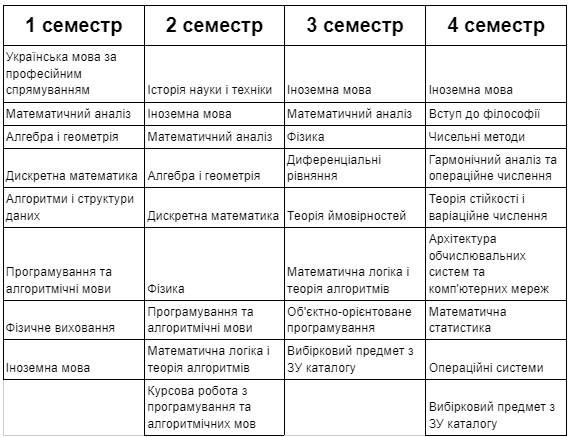 1 семестр
2 семестр
3 семестр
4 семестр
Українська мова за
професійним
спрямуванням
Історія науки і техніки
Іноземна мова
Іноземна мова
Математичний аналіз
Іноземна мова
Математичний аналіз
Вступ до філософії
Алгебра і геометрія
Математичний аналіз
Фізика
Чисельні методи
Дискретна математика
Алгебра і геометрія
Диференціальні
рівняння
Гармонічний аналіз та
операційне числення
Алгоритми і структури
даних
Дискретна математика
Теорія ймовірностей
Теорія стійкості і
варіаційне числення
Програмування та
алгоритмічні мови
Фізика
Математична логіка і
теорія алгоритмів
Архітектура
обчислювальних
систем та
комп'ютерних мереж
Фізичне виховання
Програмування та
алгоритмічні мови
Об'єктно-орієнтоване
програмування
Математична
статистика
Іноземна мова
Математична логіка і
теорія алгоритмів
Вибірковий предмет з
ЗУ каталогу
Операційні системи
Курсова робота з
програмування та
алгоритмічних мов
Вибірковий предмет з
ЗУ каталогу